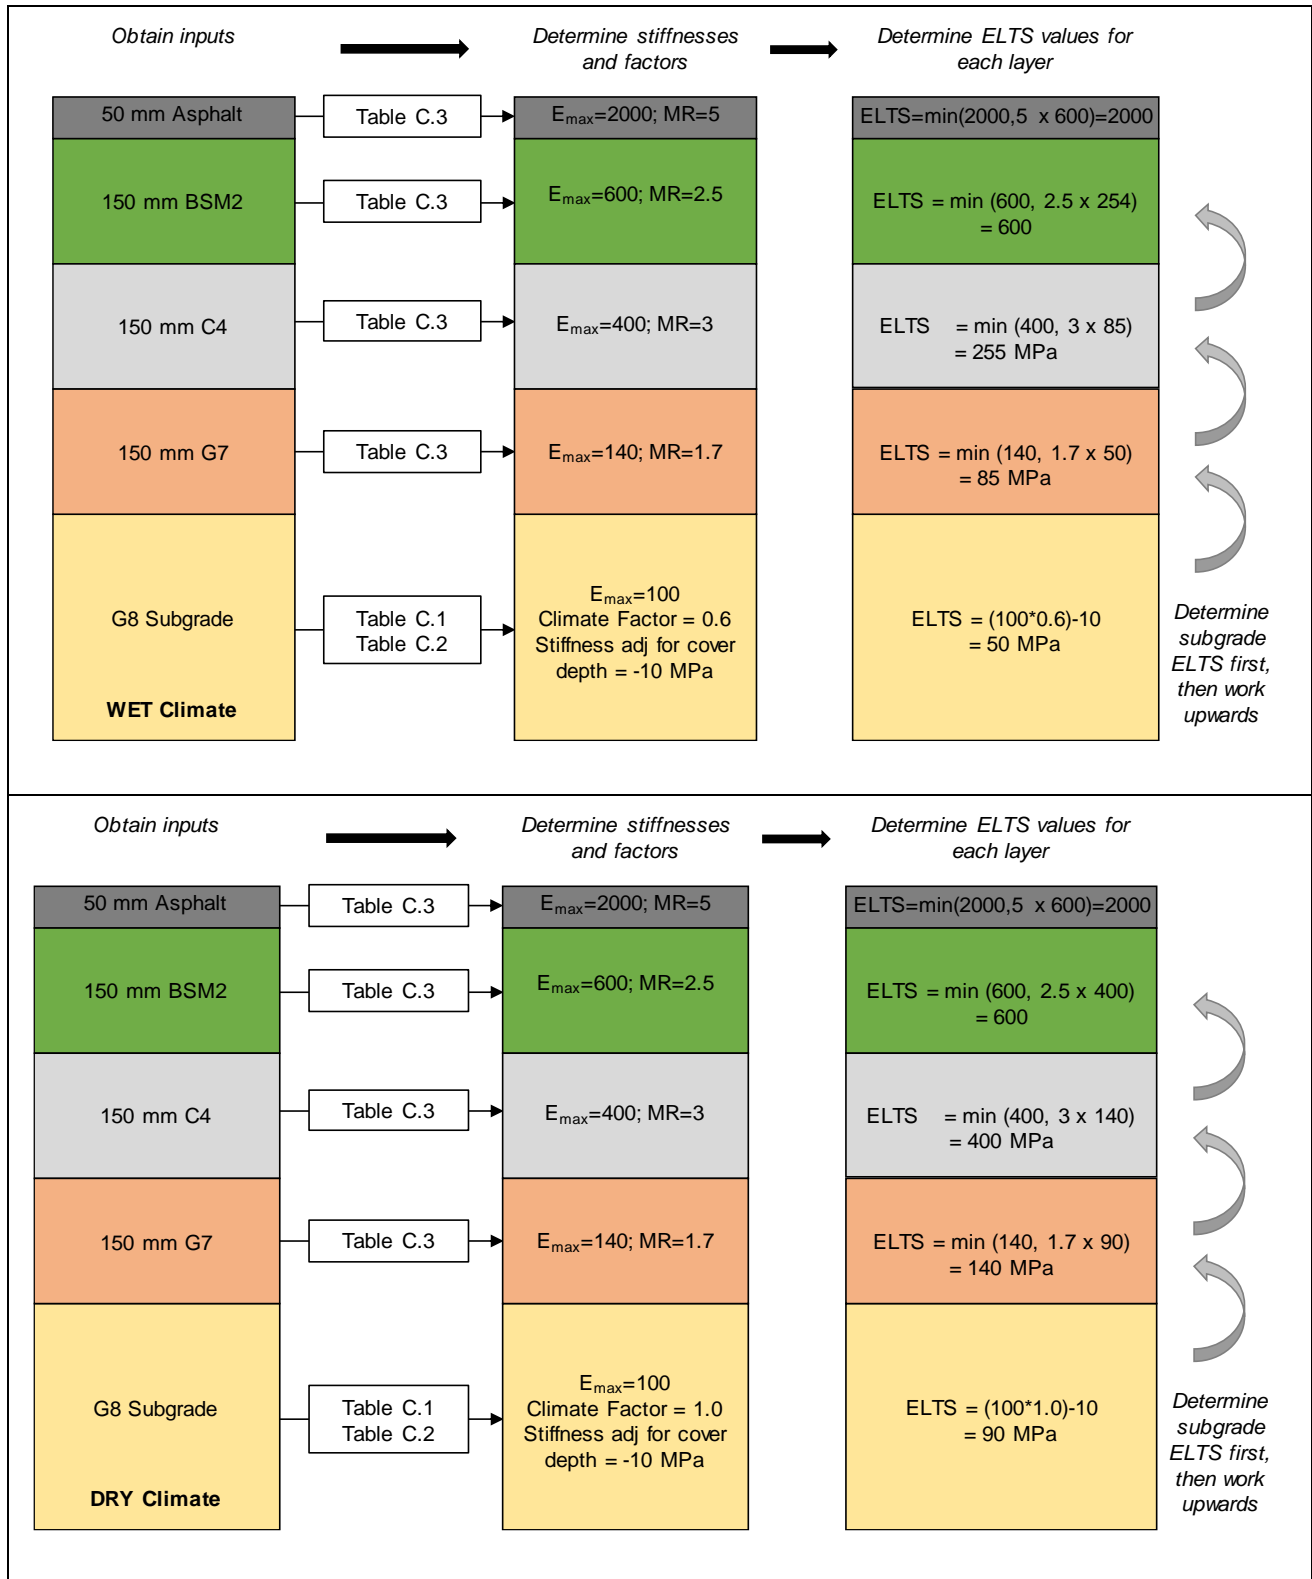 Obtain inputs
Determine stiffnesses
and factors
Determine ELTS values for
each layer
50 mm Asphalt
Table C.3
Emax=2000; MR=5
ELTS=min(2000,5 x 600)=2000
150 mm BSM2
Table C.3
Emax=600; MR=2.5
ELTS = min (600, 2.5 x 254)
= 600
150 mm C4
Table C.3
Emax=400; MR=3
ELTS = min (400, 3 x 85)
= 255 MPa
150 mm G7
Table C.3
Emax=140; MR=1.7
ELTS = min (140, 1.7 x 50)
= 85 MPa
G8 Subgrade
WET Climate
Table C.1
Table C.2
Emax=100
Climate Factor = 0.6
Stiffness adj for cover
depth = -10 MPa
ELTS = (100*0.6)-10
= 50 MPa
Determine
subgrade
ELTS first,
then work
upwards
Obtain inputs
Determine stiffnesses
and factors
Determine ELTS values for
each layer
50 mm Asphalt
Table C.3
Emax=2000; MR=5
ELTS=min(2000,5 x 600)=2000
150 mm BSM2
Table C.3
Emax=600; MR=2.5
ELTS = min (600, 2.5 x 400)
= 600
150 mm C4
Table C.3
Emax=400; MR=3
ELTS = min (400, 3 x 140)
= 400 MPa
150 mm G7
Table C.3
Emax=140; MR=1.7
ELTS = min (140, 1.7 x 90)
= 140 MPa
G8 Subgrade
DRY Climate
Table C.1
Table C.2
Emax=100
Climate Factor = 1.0
Stiffness adj for cover
depth = -10 MPa
ELTS = (100*1.0)-10
= 90 MPa
Determine
subgrade
ELTS first,
then work
upwards